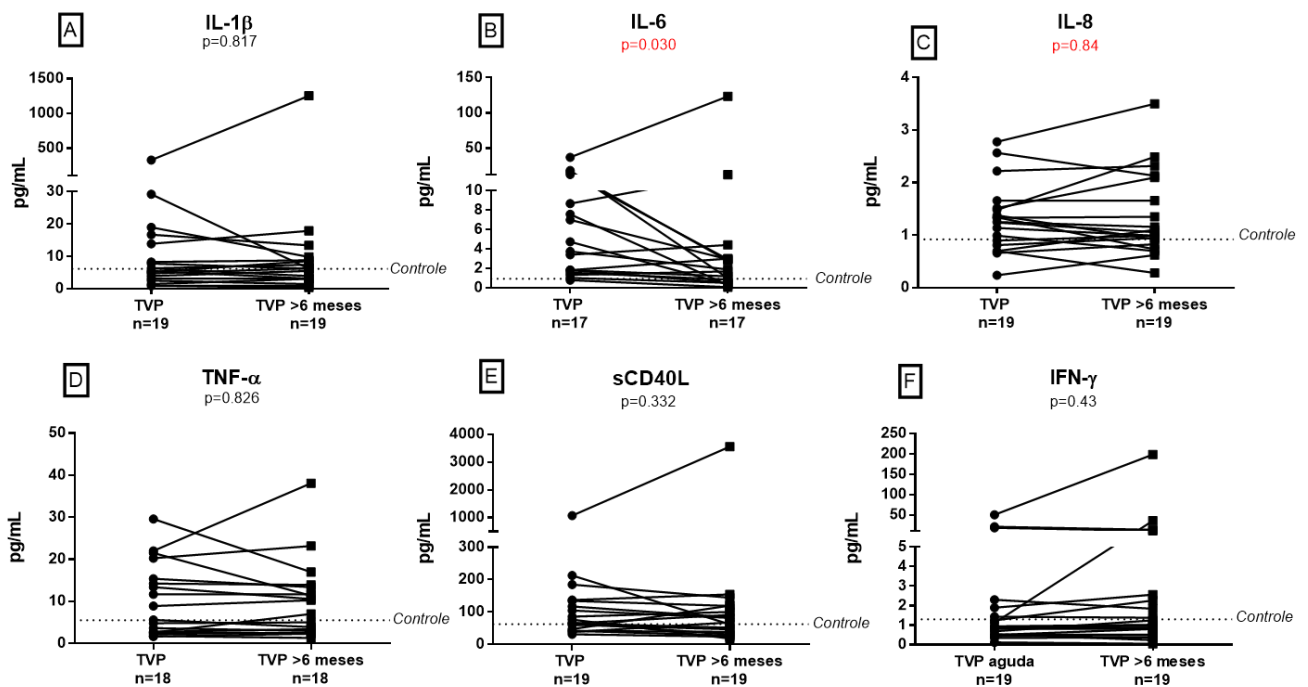 A
IL-1β
p=0.817
pg/mL
1500
1000
500
30
20
10
0
Controle
TVP
n=19
TVP >6 meses
n=19
B
IL-6
p=0.030
pg/mL
150
100
50
10
8
6
4
2
0
Controle
TVP
n=17
TVP >6 meses
n=17
C
IL-8
p=0.84
pg/mL
4
3
2
1
0
Controle
TVP
n=19
TVP >6 meses
n=19
D
TNF-α
p=0.826
pg/mL
50
40
30
20
10
0
Controle
TVP
n=18
TVP >6 meses
n=18
E
sCD40L
p=0.332
pg/mL
4000
3000
2000
1000
300
200
100
0
Controle
TVP
n=19
TVP >6 meses
n=19
F
IFN-γ
p=0.43
pg/mL
250
200
150
100
50
5
4
3
2
1
0
Controle
TVP aguda
n=19
TVP >6 meses
n=19